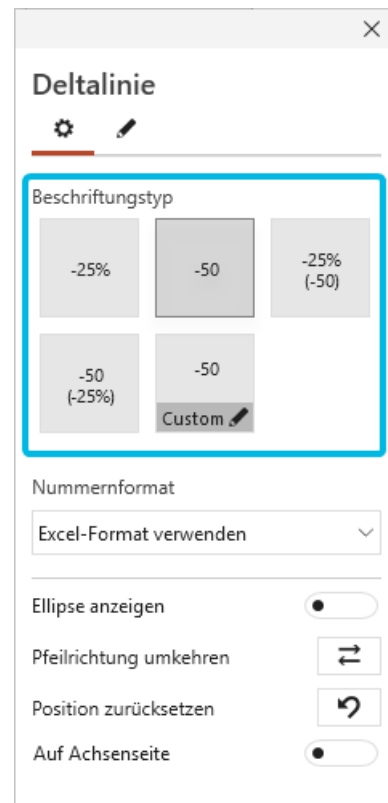 Deltalinie
Beschriftungstyp
-25%
-50
-25%
(-50)
-50
(-25%)
-50
Custom
Nummernformat
Excel-Format verwenden
Ellipse anzeigen
Pfeilrichtung umkehren
Position zurücksetzen
Auf Achsenseite